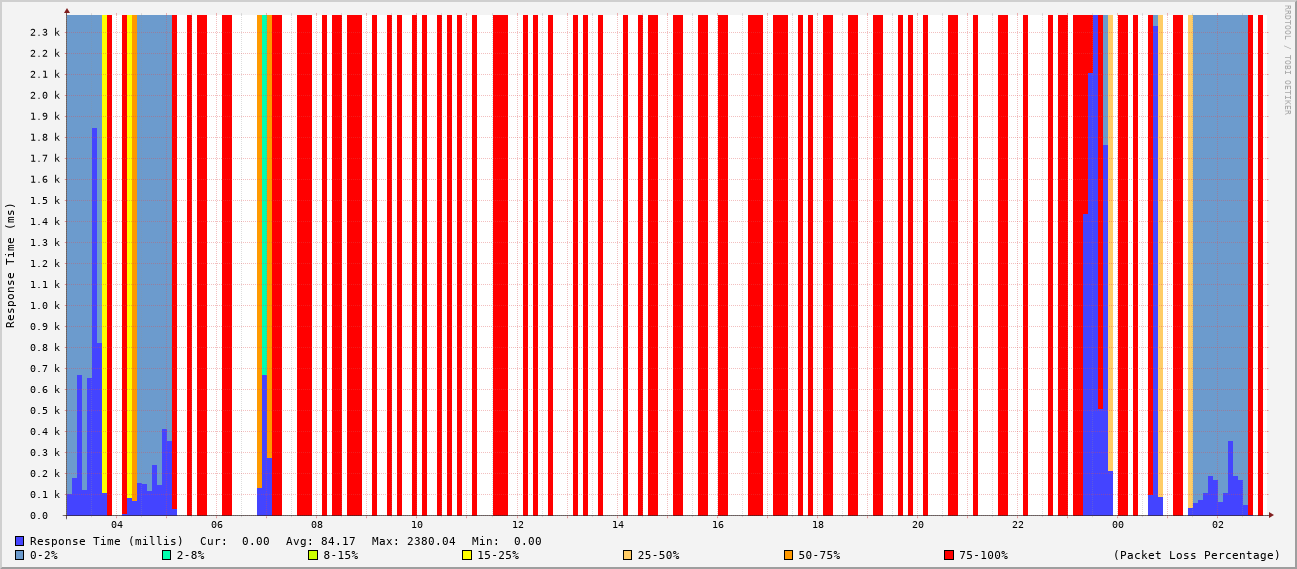 RRDTOOL / TOBI OETIKER
Response Time (ms)
2.3 k
2.2 k
2.1 k
2.0 k
1.9 k
1.8 k
1.7 k
1.6 k
1.5 k
1.4 k
1.3 k
1.2 k
1.1 k
1.0 k
0.9 k
0.8 k
0.7 k
0.6 k
0.5 k
0.4 k
0.3 k
0.2 k
0.1 k
0.0
04 06 08 10 12 14 16 18 20 22 00 02
Response Time (millis) Cur: 0.00 Avg: 84.17 Max: 2380.04 Min: 0.00
0-2% 2-8% 8-15% 15-25% 25-50% 50-75% 75-100% (Packet Loss Percentage)